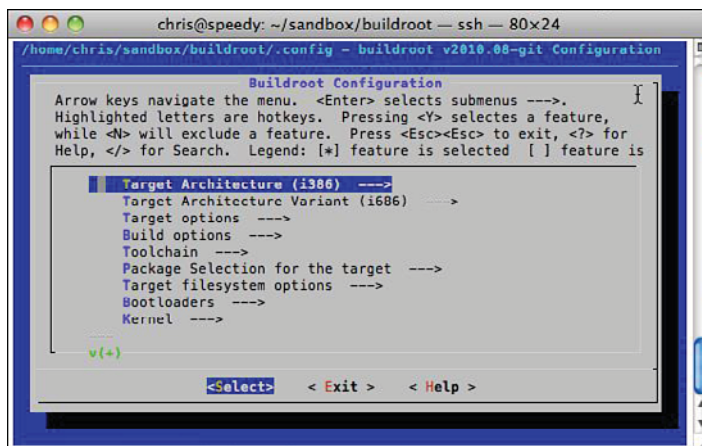 chris@speedy: ~/sandbox/buildroot — ssh — 80×24
/home/chris/sandbox/buildroot/.config - buildroot v2010.08-git Configuration
Buildroot Configuration
Arrow keys navigate the menu. <Enter> selects submenus --->.
Highlighted letters are hotkeys. Pressing <Y> selectes a feature,
while <N> will exclude a feature. Press <Esc><Esc> to exit, <?> for
Help, </> for Search. Legend: [*] feature is selected [ ] feature is
Target Architecture (i386) --->
Target Architecture Variant (i686) --->
Target options --->
Build options --->
Toolchain --->
Package Selection for the target --->
Target filesystem options --->
Bootloaders --->
Kernel --->
---
v(+)
<Select> < Exit > < Help >